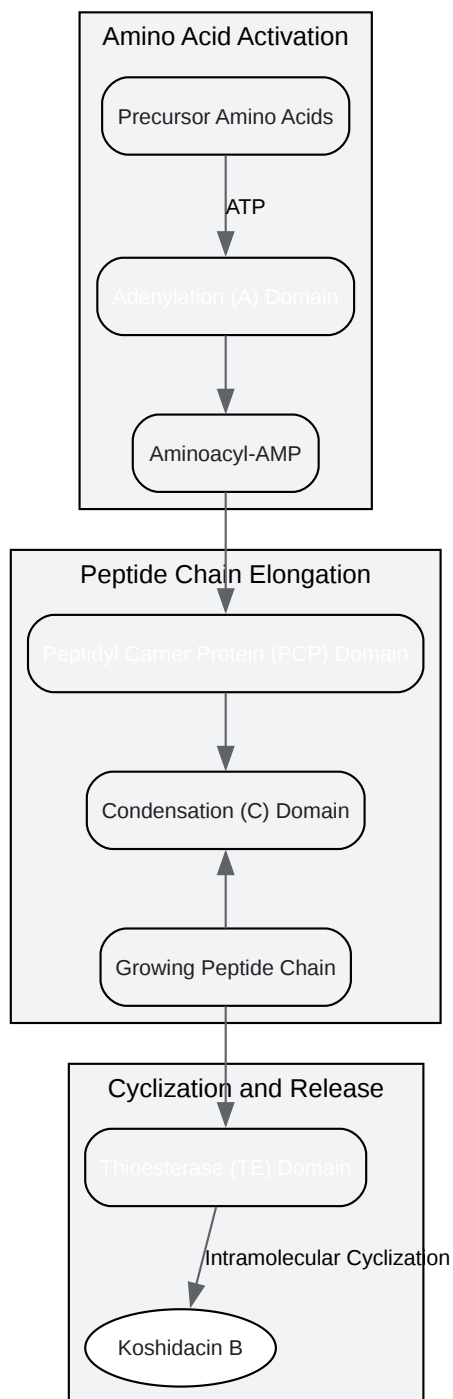 Amino Acid Activation
Precursor Amino Acids
ATP
Adenylation (A) Domain
Aminoacyl-AMP
Peptide Chain Elongation
Peptidyl Carrier Protein (PCP) Domain
Condensation (C) Domain
Growing Peptide Chain
Cyclization and Release
Thioesterase (TE) Domain
Intramolecular Cyclization
Koshidacin B